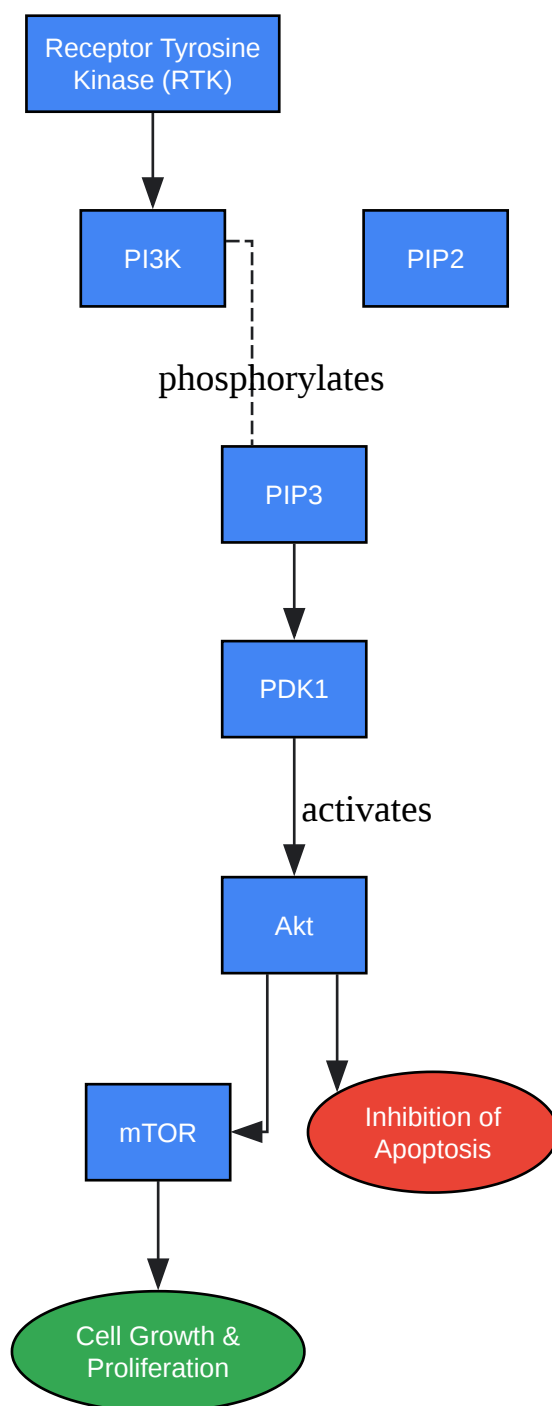 Receptor Tyrosine
Kinase (RTK)
PI3K
PIP2
phosphorylates
PIP3
PDK1
activates
Akt
mTOR
Inhibition of
Apoptosis
Cell Growth &
Proliferation